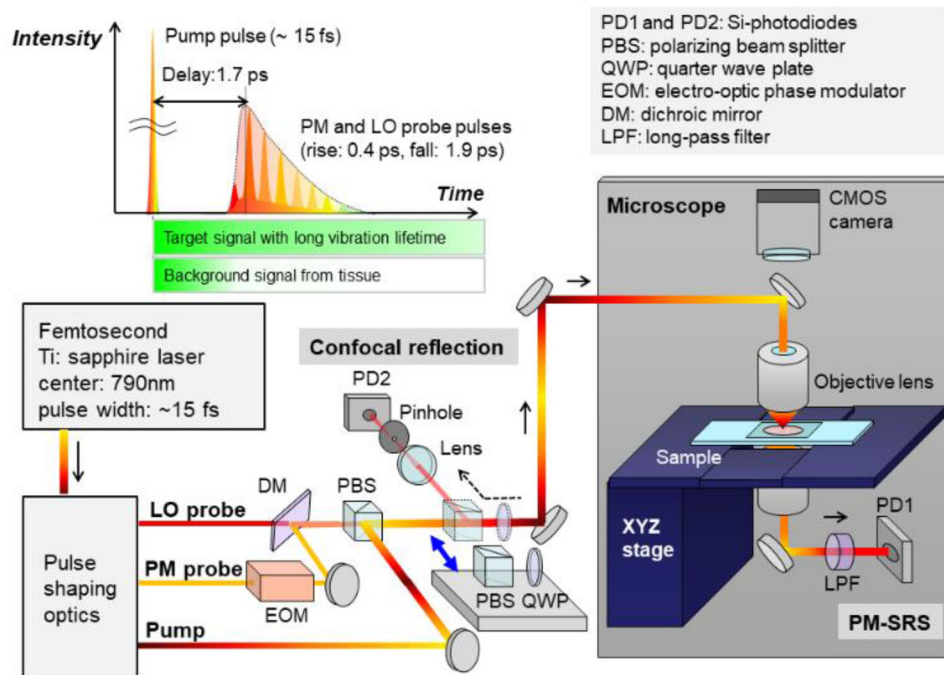 Intensity
Pump pulse (~ 15 fs)
Delay:1.7 ps
PM and LO probe pulses
(rise: 0.4 ps, fall: 1.9 ps)
Time
Target signal with long vibration lifetime
Background signal from tissue
PD1 and PD2: Si-photodiodes
PBS: polarizing beam splitter
QWP: quarter wave plate
EOM: electro-optic phase modulator
DM: dichroic mirror
LPF: long-pass filter
Femtosecond
Ti: sapphire laser
center: 790nm
pulse width: ~15 fs
Confocal reflection
PD2
Pinhole
Lens
DM
PBS
LO probe
PM probe
Pump
Pulse
shaping
optics
EOM
PBS
QWP
Microscope
CMOS
camera
Objective lens
Sample
XYZ
stage
PD1
LPF
PM-SRS